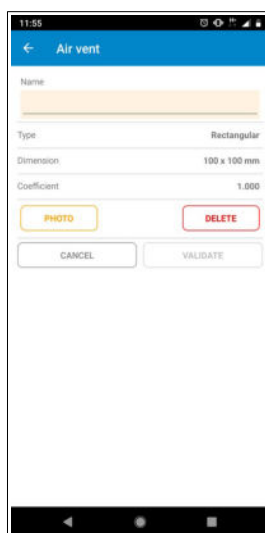 11:55
Air vent
Name
Type Rectangular
Dimension 100 x 100 mm
Coefficient 1.000
PHOTO DELETE
CANCEL VALIDATE